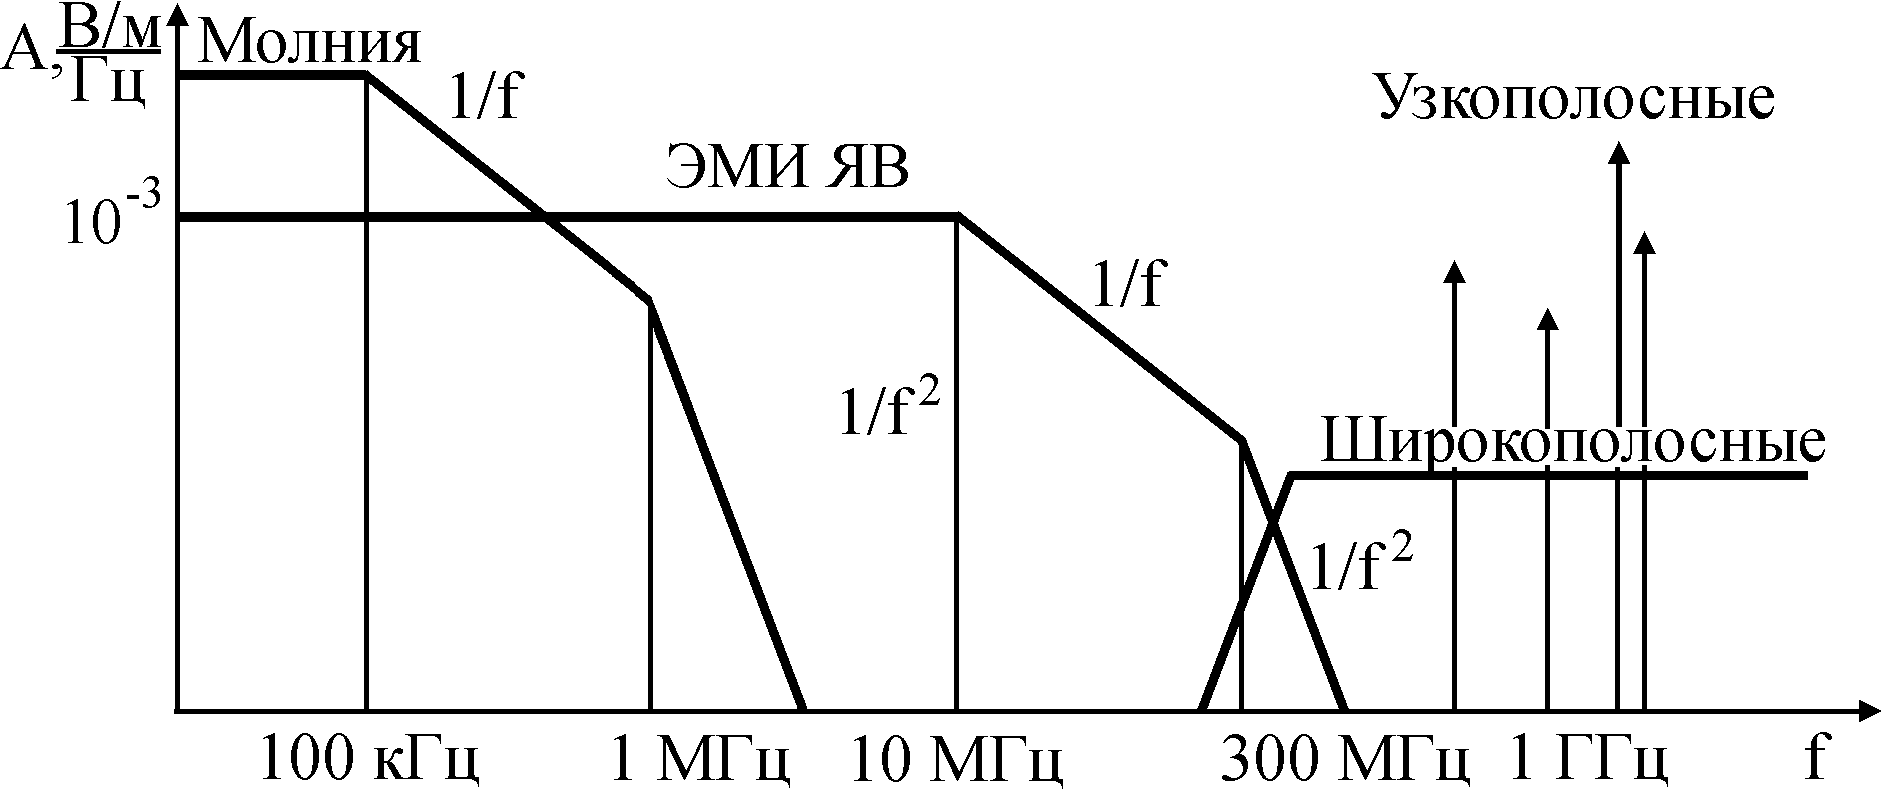 А, В/м
Гц
Молния
1/f
Узкополосные
ЭМИ ЯВ
10⁻³
1/f
1/f²
Широкополосные
1/f²
100 кГц 1 МГц 10 МГц 300 МГц 1 ГГц f